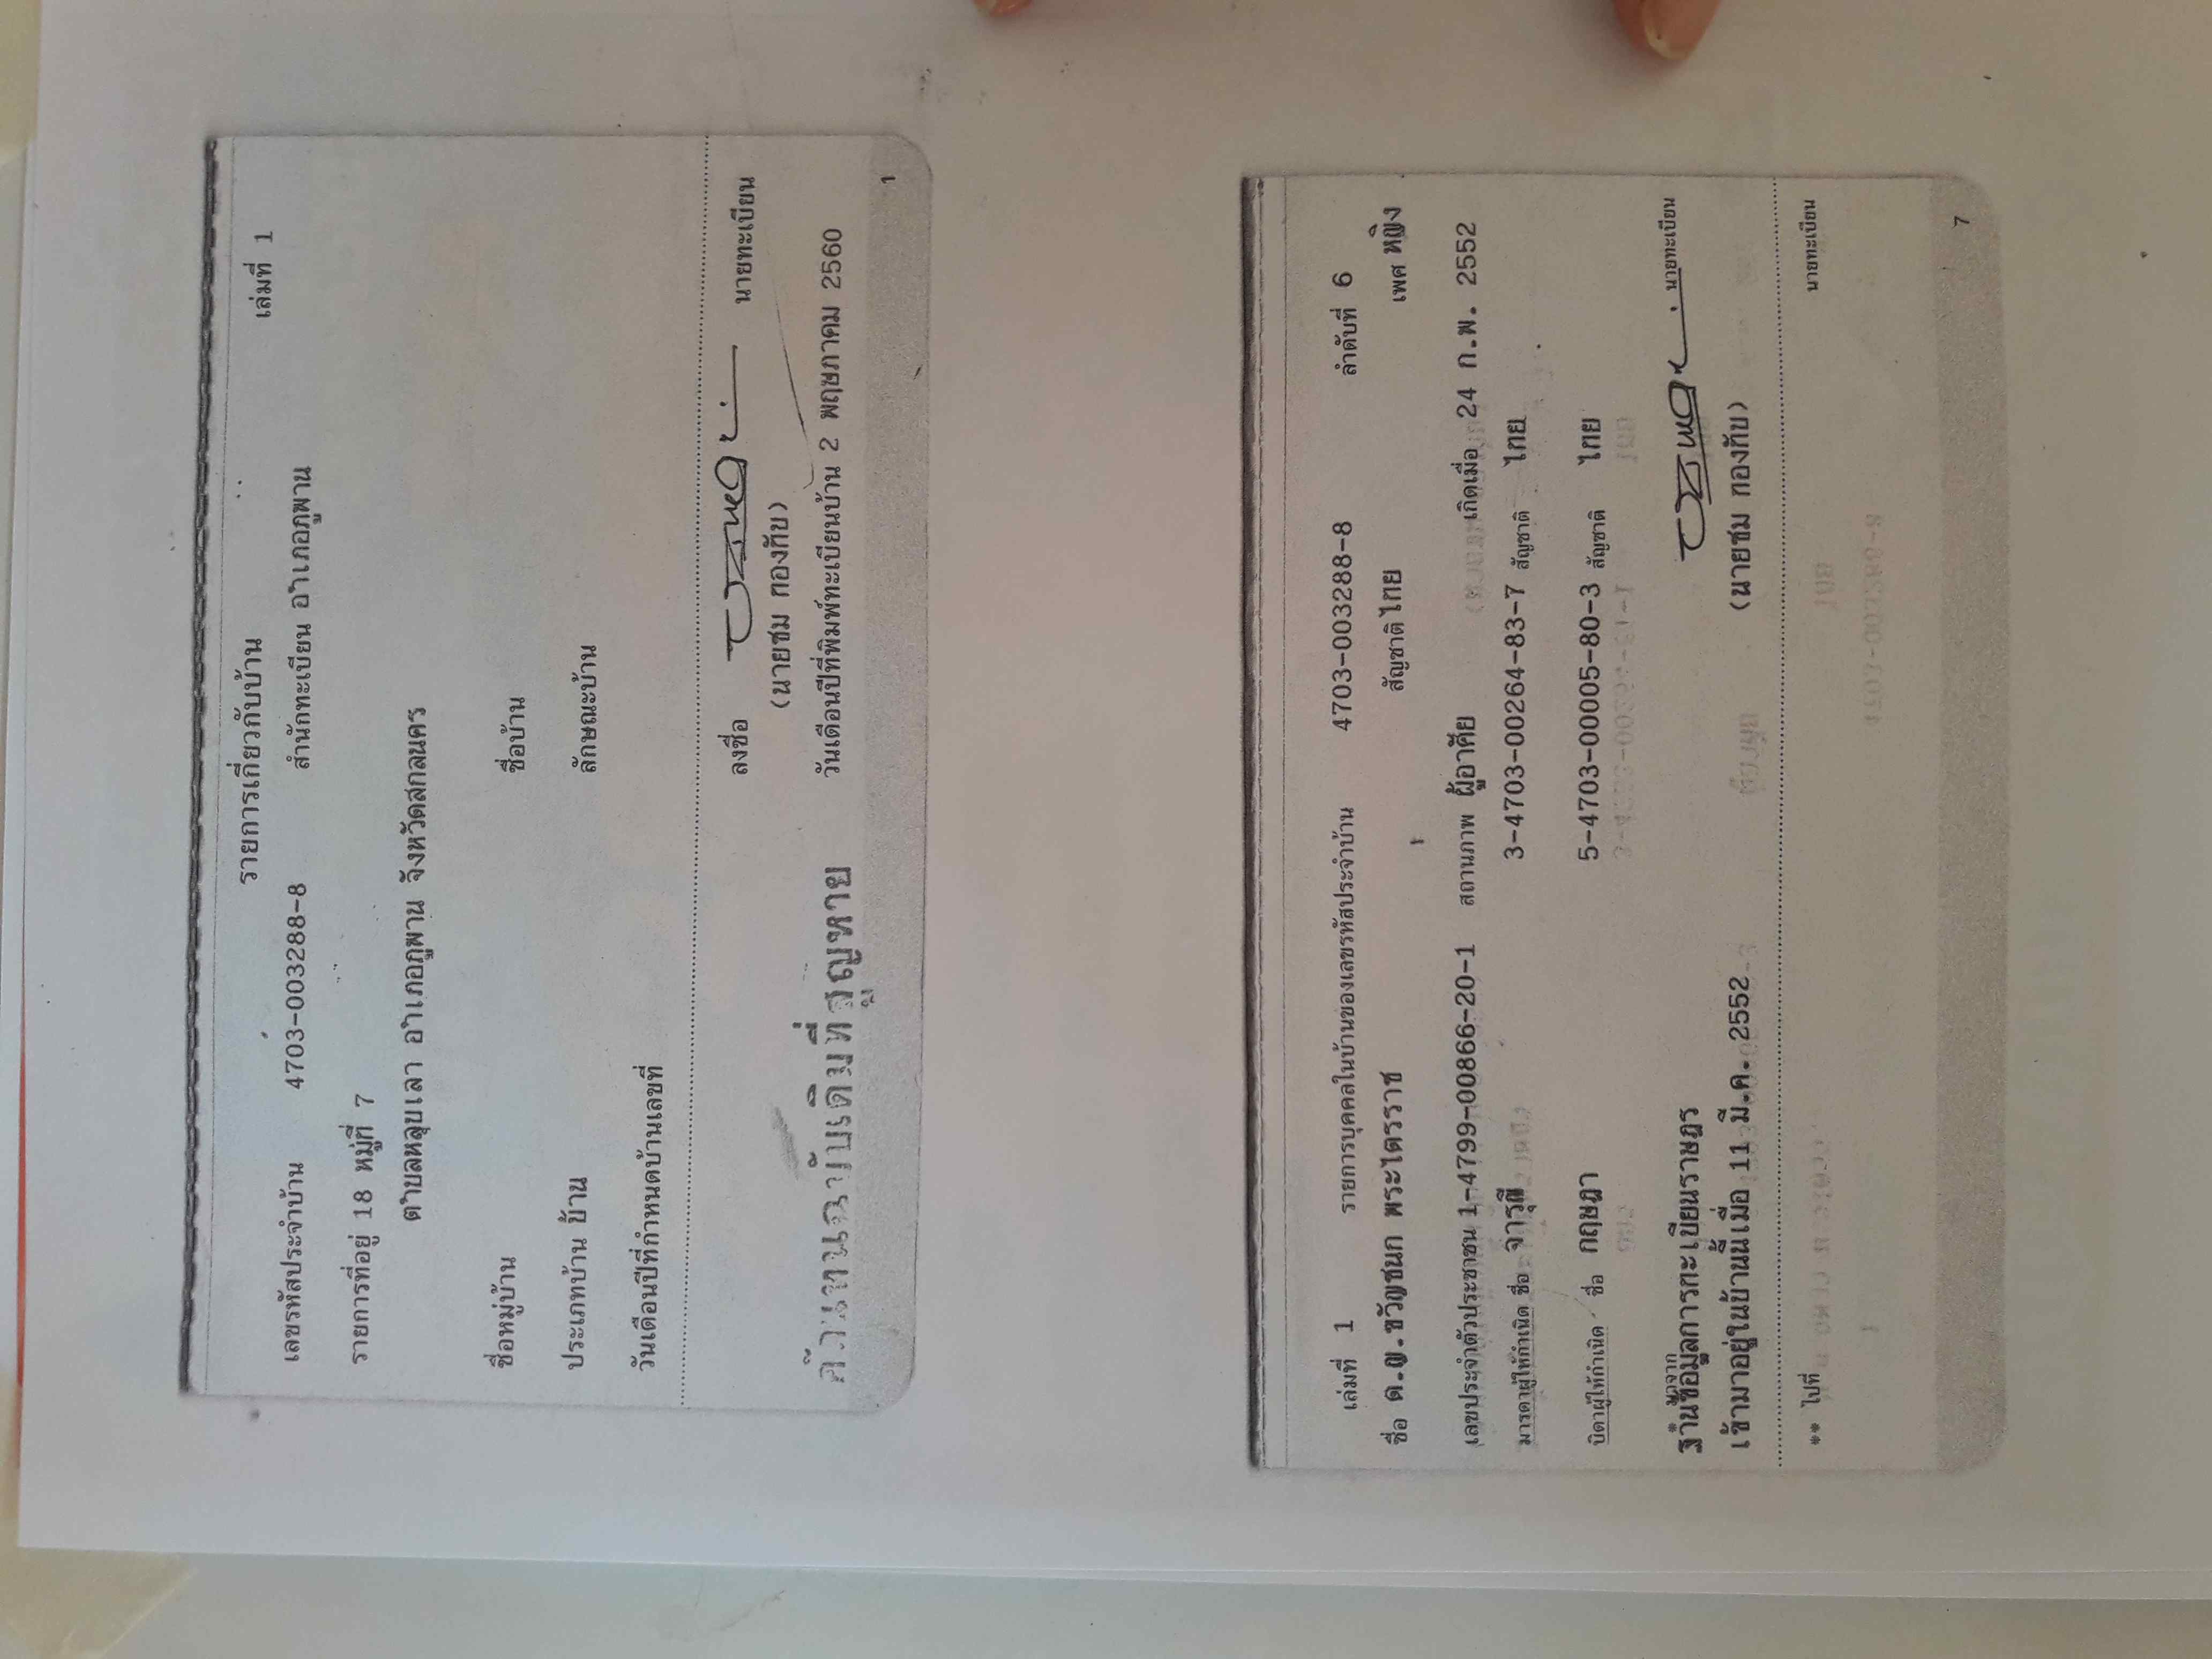 รายการเกี่ยวกับบ้าน
เล่มที่ 1
เลขรหัสประจำบ้าน 4703-003288-8 สำนักทะเบียน อำเภอภูพาน
รายการที่อยู่ 18 หมู่ที่ 7
ตำบลหลุบเลา อำเภอภูพาน จังหวัดสกลนคร
ชื่อหมู่บ้าน ชื่อบ้าน
ประเภทบ้าน บ้าน ลักษณะบ้าน
วันเดือนปีที่กำหนดบ้านเลขที่
ลงชื่อ นายทะเบียน
(นายชม กองกับ)
วันเดือนปีที่พิมพ์ทะเบียนบ้าน 2 พฤษภาคม 2560
ที่สูญหาย
1
เล่มที่ 1 รายการบุคคลในบ้านของเลขรหัสประจำบ้าน 4703-003288-8 ลำดับที่ 6
ชื่อ ด.ญ.ขวัญชนก พระไตรราช สัญชาติ ไทย เพศ หญิง
เลขประจำตัวประชาชน 1-4799-00866-20-1 สถานภาพ ผู้อาศัย เกิดเมื่อ 24 ก.พ. 2552
มารดาผู้ให้กำเนิด ชื่อ จารุณี 3-4703-00264-83-7 สัญชาติ ไทย
บิดาผู้ให้กำเนิด ชื่อ กฤษฎา 5-4703-00005-80-3 สัญชาติ ไทย
* มาจาก
ฐานข้อมูลการทะเบียนราษฎร นายทะเบียน
เข้ามาอยู่ในบ้านนี้เมื่อ 11 มี.ค. 2552 (นายชม กองกับ)
** ไปที่ นายทะเบียน
7